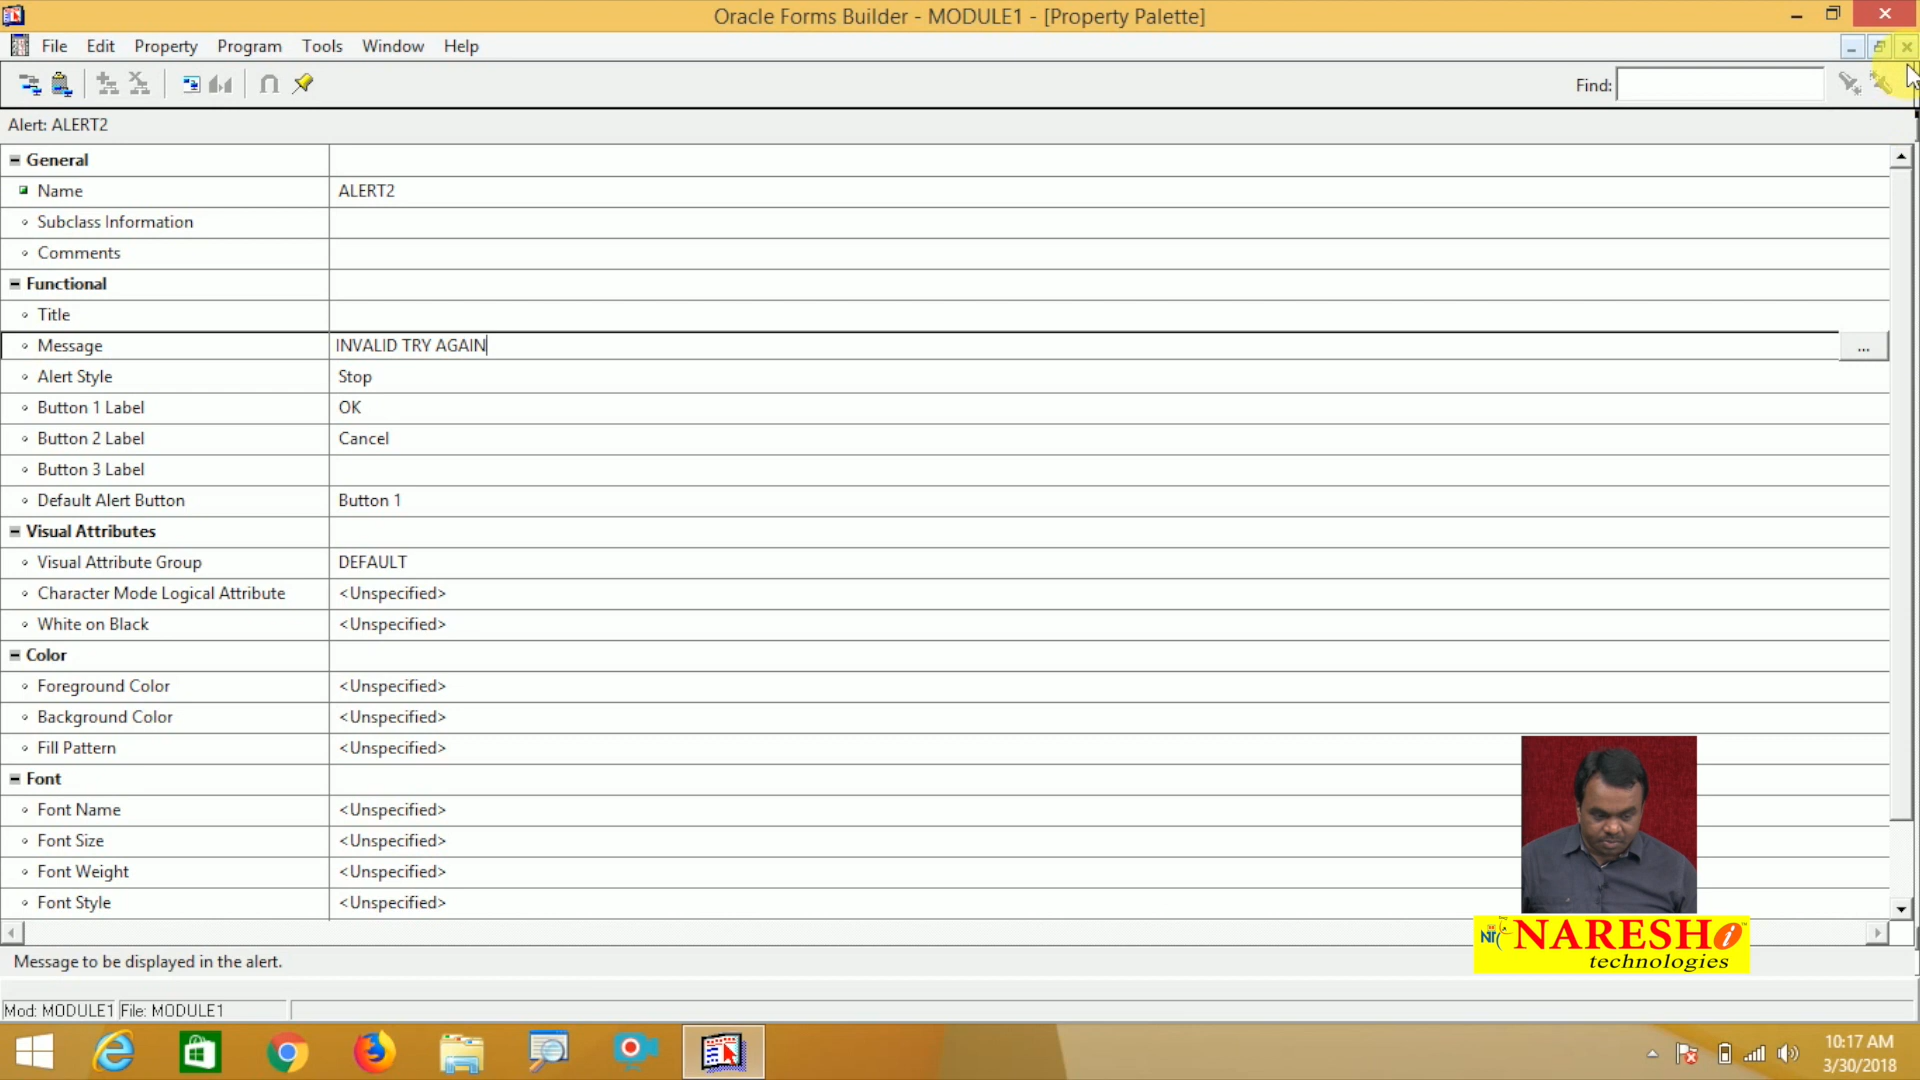 Oracle Forms Builder - MODULE1 - [Property Palette]
File Edit Property Program Tools Window Help
Find:
Alert: ALERT2
General
Name ALERT2
Subclass Information
Comments
Functional
Title
Message INVALID TRY AGAIN ...
Alert Style Stop
Button 1 Label OK
Button 2 Label Cancel
Button 3 Label
Default Alert Button Button 1
Visual Attributes
Visual Attribute Group DEFAULT
Character Mode Logical Attribute <Unspecified>
White on Black <Unspecified>
Color
Foreground Color <Unspecified>
Background Color <Unspecified>
Fill Pattern <Unspecified>
Font
Font Name <Unspecified>
Font Size <Unspecified>
Font Weight <Unspecified>
Font Style <Unspecified>
NARESH i
technologies
Message to be displayed in the alert.
Mod: MODULE1 File: MODULE1
10:17 AM
3/30/2018